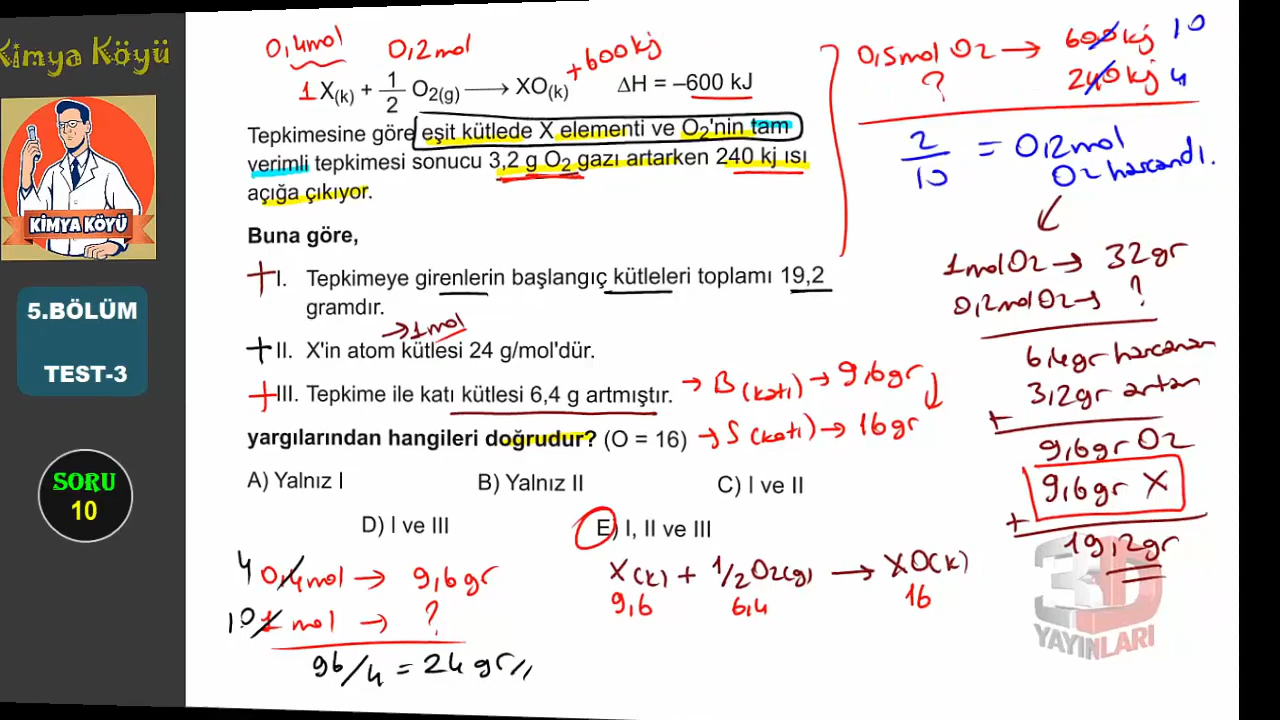 Kimya Köyü
KİMYA KÖYÜ
5.BÖLÜM
TEST-3
SORU
10
0,4mol 0,2mol +600kj
1 X(k) + 1/2 O2(g) ⟶ XO(k) ΔH = –600 kJ
Tepkimesine göre eşit kütlede X elementi ve O2'nin tam
verimli tepkimesi sonucu 3,2 g O2 gazı artarken 240 kj ısı
açığa çıkıyor.
Buna göre,
+ I. Tepkimeye girenlerin başlangıç kütleleri toplamı 19,2
gramdır.
→ 1mol
+ II. X'in atom kütlesi 24 g/mol'dür.
+ III. Tepkime ile katı kütlesi 6,4 g artmıştır. → B(katı) → 9,6gr
yargılarından hangileri doğrudur? (O = 16) → S(katı) → 16gr
A) Yalnız I B) Yalnız II C) I ve II
D) I ve III E) I, II ve III
4 0,4mol → 9,6gr
10 1 mol → ?
96/4 = 24 gr//
X(k) + 1/2O2(g) → XO(k)
9,6 6,4 16
0,5mol O2 → 600kj 10
? 240kj 4
2/10 = 0,2mol
O2 harcandı.
1mol O2 → 32gr
0,2mol O2 → ?
6,4gr harcanan
+ 3,2gr artan
9,6gr O2
+ 9,6gr X
19,2gr
3D
YAYINLARI